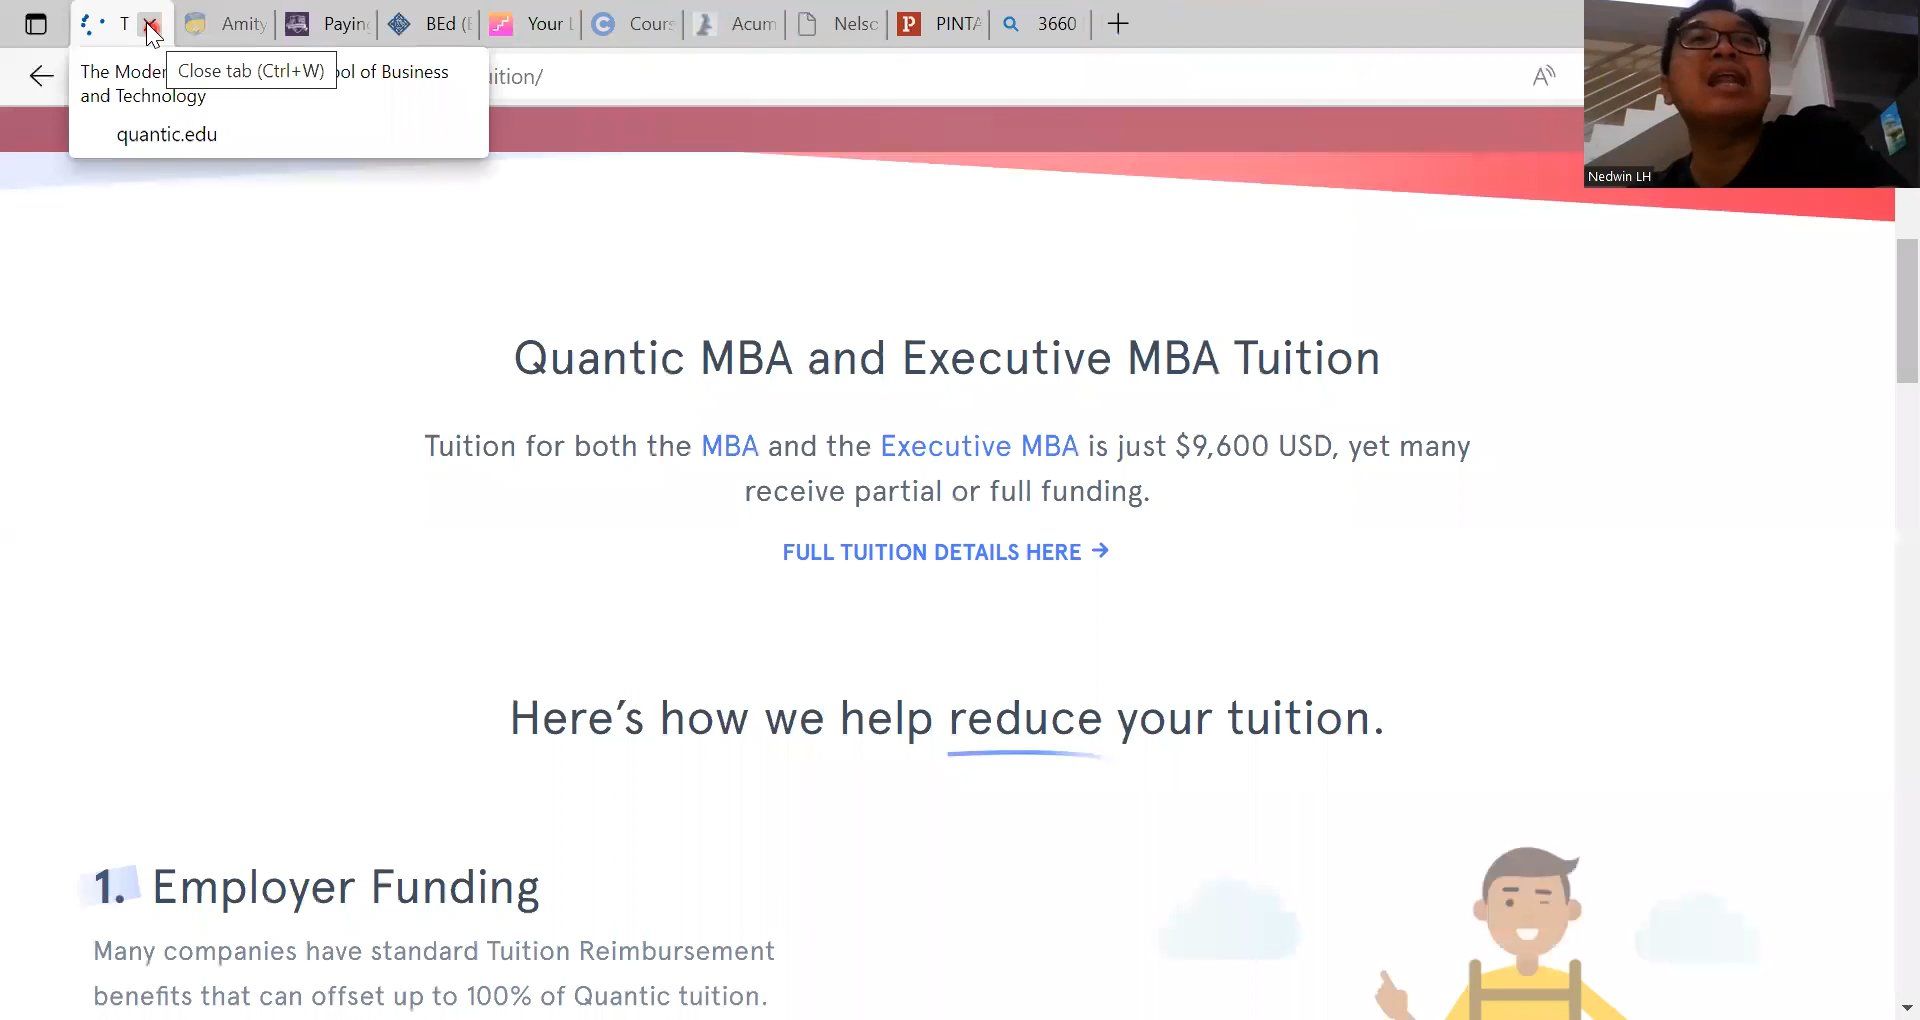 T
Amity
Paying
BEd (E
Your L
Cours
Acum
Nelso
PINTA
3660
The Moder
Close tab (Ctrl+W)
ool of Business
and Technology
quantic.edu
uition/
Nedwin LH
Quantic MBA and Executive MBA Tuition
Tuition for both the MBA and the Executive MBA is just $9,600 USD, yet many
receive partial or full funding.
FULL TUITION DETAILS HERE →
Here’s how we help reduce your tuition.
1. Employer Funding
Many companies have standard Tuition Reimbursement
benefits that can offset up to 100% of Quantic tuition.